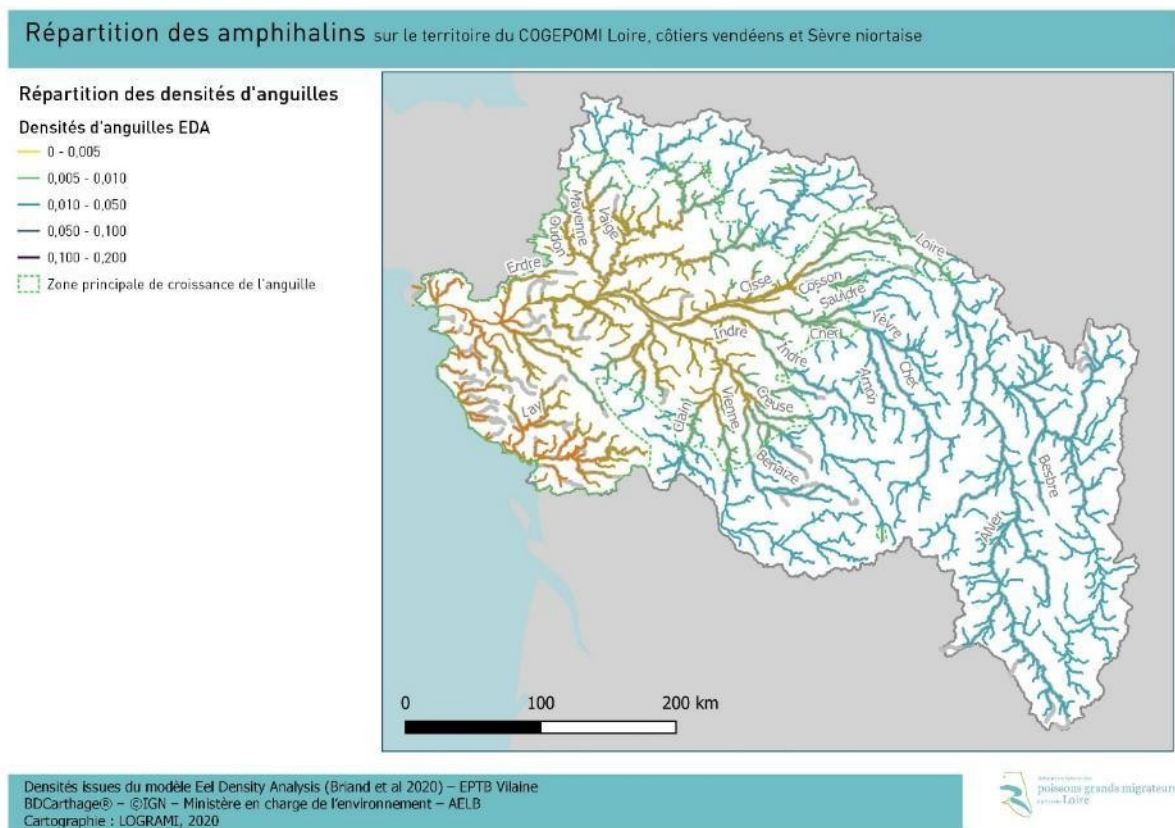 Répartition des amphihalins sur le territoire du COGEPOMI Loire, côtiers vendéens et Sèvre niortaise
Répartition des densités d'anguilles
Densités d'anguilles EDA
0 - 0,005
0,005 - 0,010
0,010 - 0,050
0,050 - 0,100
0,100 - 0,200
Zone principale de croissance de l'anguille
Oudon
Mayenne
Vaige
Erdre
Loire
Cisse
Cosson
Sauldre
Yèvre
Indre
Cher
Indre
Arnon
Cher
Lay
Clain
Vienne
Creuse
Benaize
Besbre
Allier
0 100 200 km
Densités issues du modèle Eel Density Analysis (Briand et al 2020) – EPTB Vilaine
BDCarthage® – ©IGN – Ministère en charge de l'environnement – AELB
Cartographie : LOGRAMI, 2020
poissons grands migrateurs
Loire